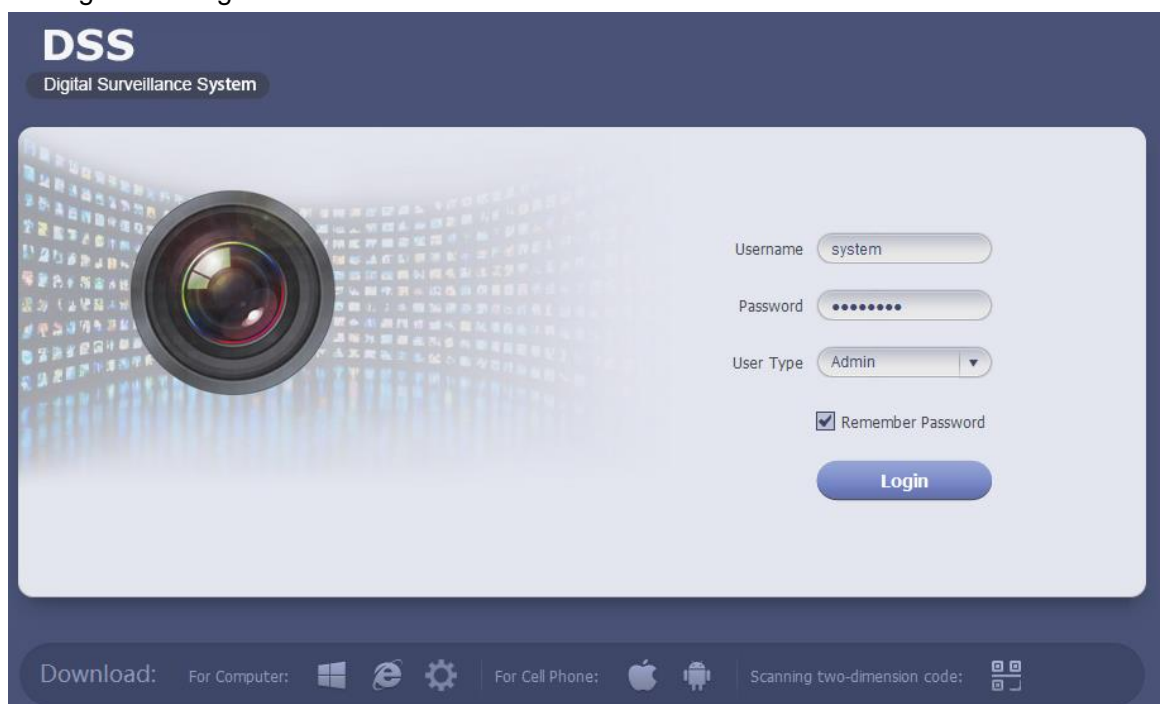 DSS
Digital Surveillance System
Username system
Password ••••••••
User Type Admin
Remember Password
Login
Download: For Computer: For Cell Phone: Scanning two-dimension code: